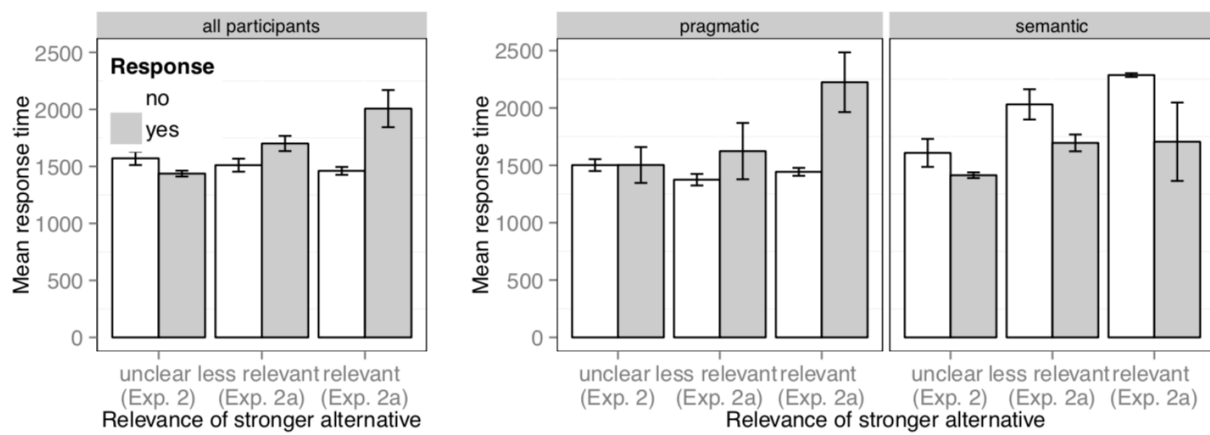 all participants
Mean response time
2500
2000
1500
1000
500
0
Response
no
yes
unclear less relevant relevant
(Exp. 2) (Exp. 2a) (Exp. 2a)
Relevance of stronger alternative
pragmatic
semantic
Mean response time
2500
2000
1500
1000
500
0
unclear less relevant relevant
(Exp. 2) (Exp. 2a) (Exp. 2a)
unclear less relevant relevant
(Exp. 2) (Exp. 2a) (Exp. 2a)
Relevance of stronger alternative